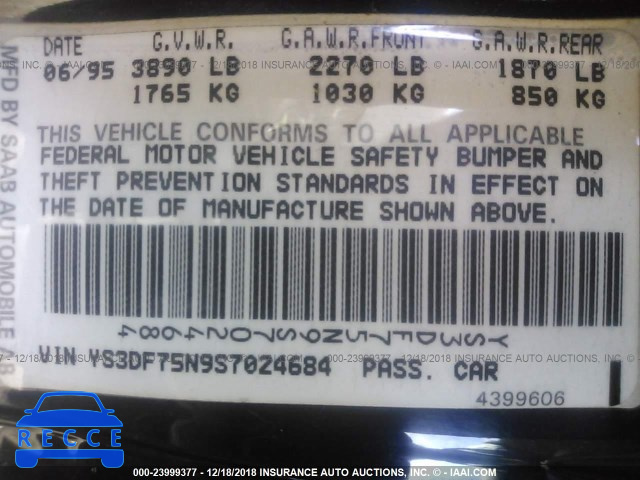 DATE G.V.W.R. G.A.W.R.FRONT G.A.W.R.REAR
06/95 3890 LB 2270 LB 1870 LB
1765 KG 1030 KG 850 KG
THIS VEHICLE CONFORMS TO ALL APPLICABLE
FEDERAL MOTOR VEHICLE SAFETY BUMPER AND
THEFT PREVENTION STANDARDS IN EFFECT ON
THE DATE OF MANUFACTURE SHOWN ABOVE.
YS3DF75N9S7024684
VIN YS3DF75N9S7024684 PASS. CAR
4399606
MFD BY SAAB AUTOMOBILE
RECCE
000-23999377 - 12/18/2018 INSURANCE AUTO AUCTIONS, INC. - © IAAI.COM